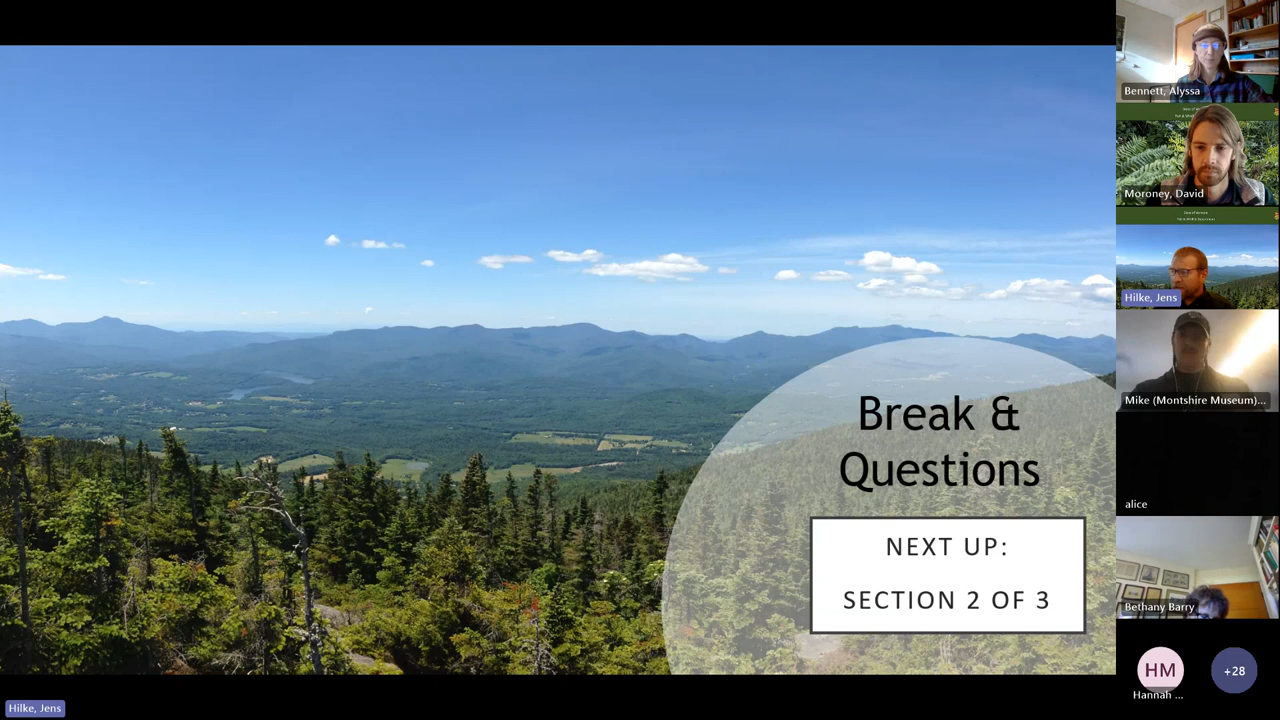 Break &
Questions
NEXT UP:
SECTION 2 OF 3
Hilke, Jens
Bennett, Alyssa
Moroney, David
Hilke, Jens
Mike (Montshire Museum)...
alice
Bethany Barry
HM
Hannah ...
+28